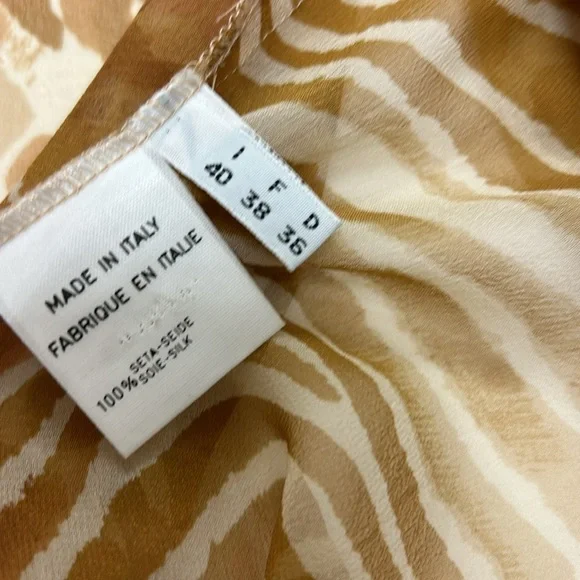 I F D
40 38 36
MADE IN ITALY
FABRIQUE EN ITALIE
SETA-SEIDE
100% SOIE-SILK